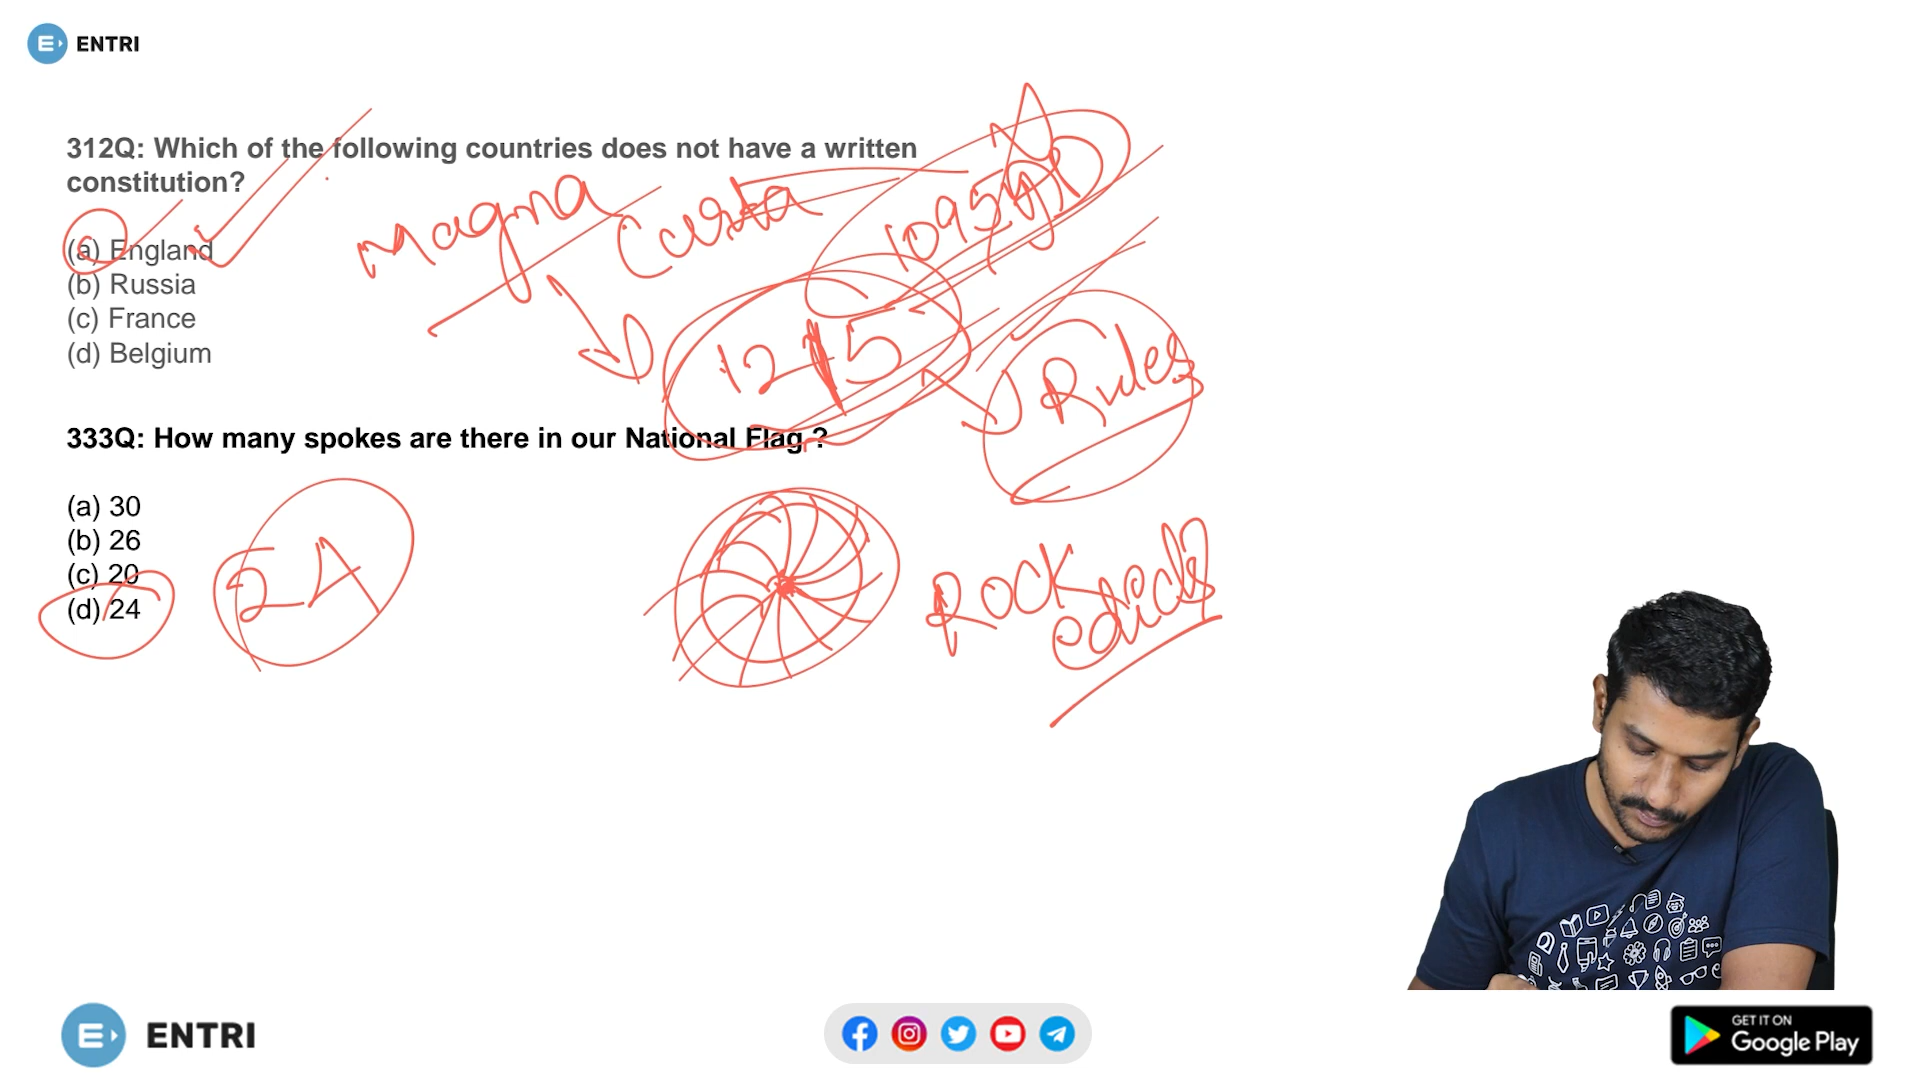 ENTRI
312Q: Which of the following countries does not have a written
constitution?
(a) England
(b) Russia
(c) France
(d) Belgium
Magna Carta
1095 AD
1215
Rules
333Q: How many spokes are there in our National Flag ?
(a) 30
(b) 26
(c) 20
(d) 24
24
Rock
edicts
ENTRI
GET IT ON
Google Play